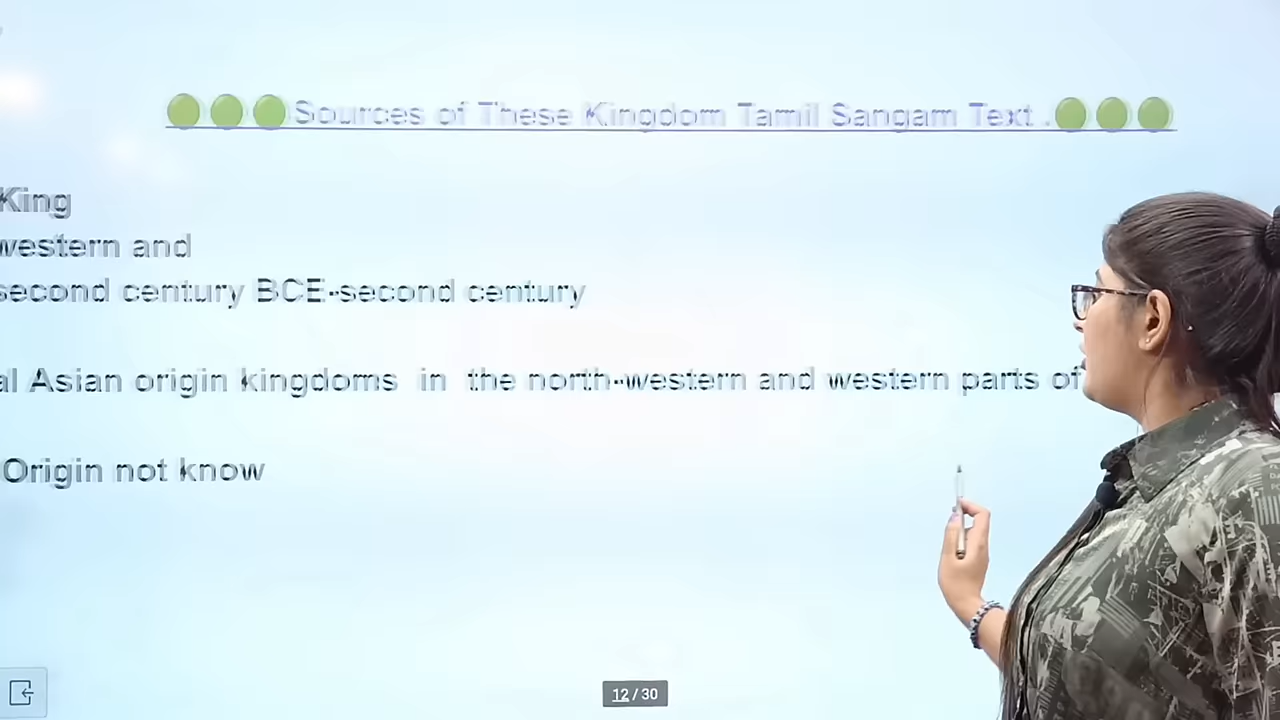 Sources of These Kingdom Tamil Sangam Text .
King
western and
second century BCE-second century
al Asian origin kingdoms in the north-western and western parts of
Origin not know
12 / 30